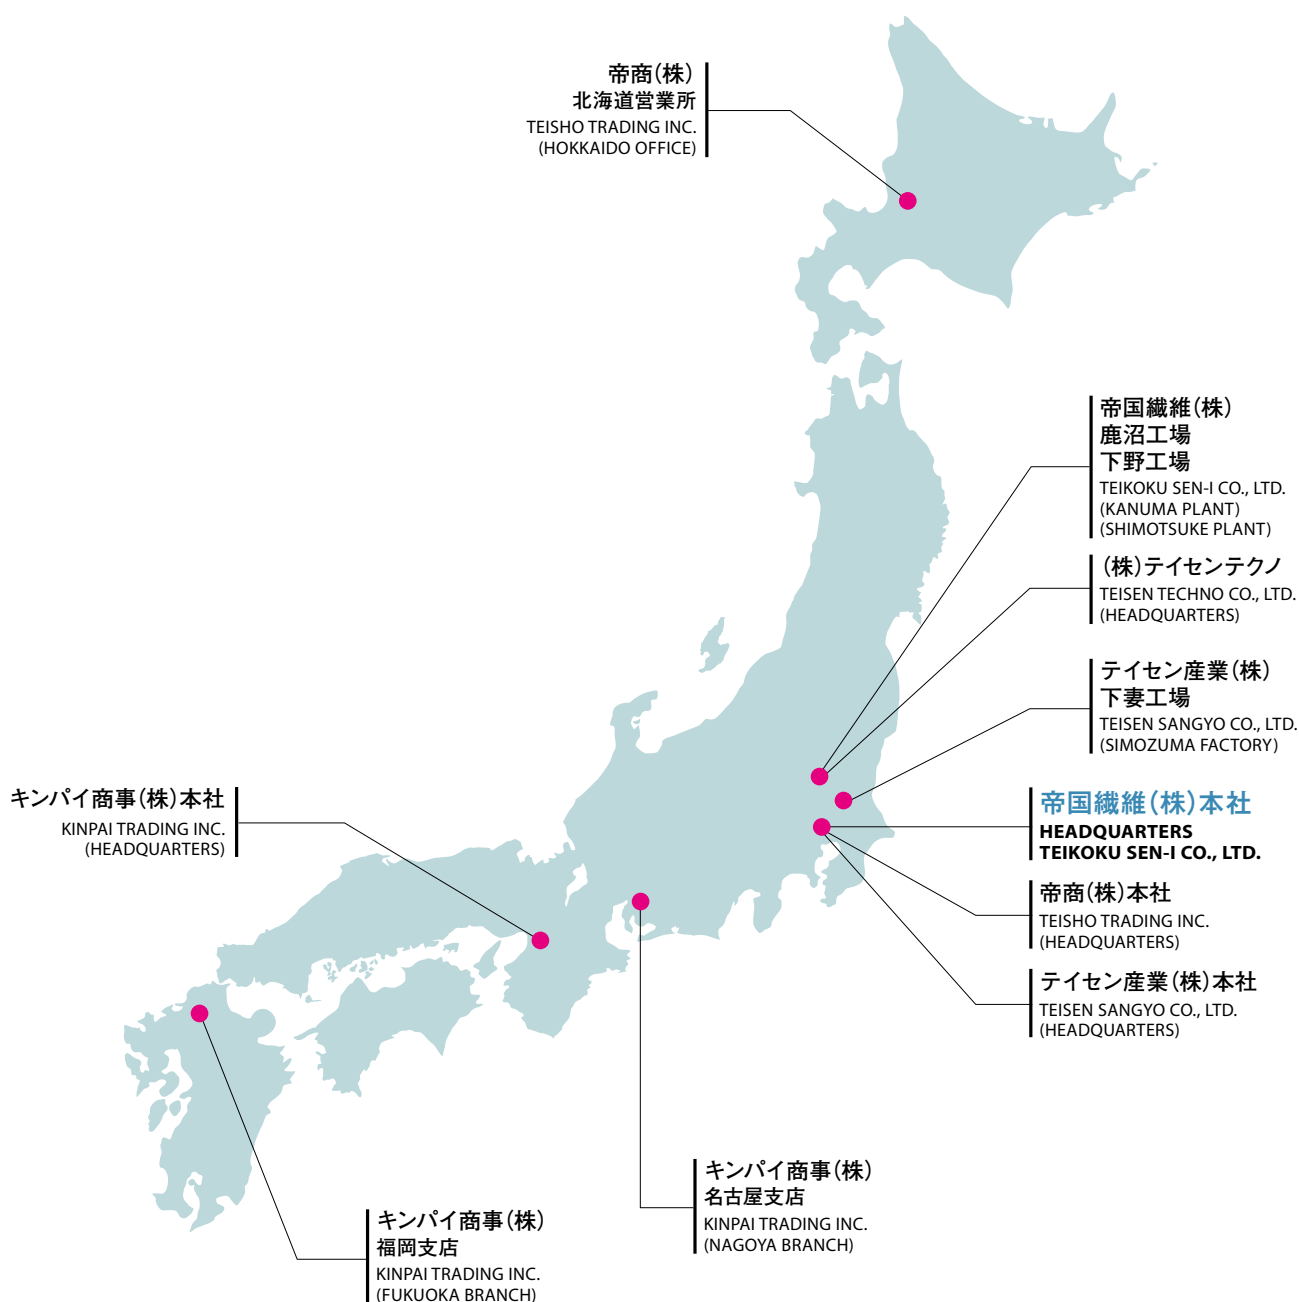 帝商(株)
北海道営業所
TEISHO TRADING INC.
(HOKKAIDO OFFICE)
帝国繊維(株)
鹿沼工場
下野工場
TEIKOKU SEN-I CO., LTD.
(KANUMA PLANT)
(SHIMOTSUKE PLANT)
(株)テイセンテクノ
TEISEN TECHNO CO., LTD.
(HEADQUARTERS)
テイセン産業(株)
下妻工場
TEISEN SANGYO CO., LTD.
(SIMOZUMA FACTORY)
帝国繊維(株)本社
HEADQUARTERS
TEIKOKU SEN-I CO., LTD.
帝商(株)本社
TEISHO TRADING INC.
(HEADQUARTERS)
テイセン産業(株)本社
TEISEN SANGYO CO., LTD.
(HEADQUARTERS)
キンパイ商事(株)本社
KINPAI TRADING INC.
(HEADQUARTERS)
キンパイ商事(株)
名古屋支店
KINPAI TRADING INC.
(NAGOYA BRANCH)
キンパイ商事(株)
福岡支店
KINPAI TRADING INC.
(FUKUOKA BRANCH)